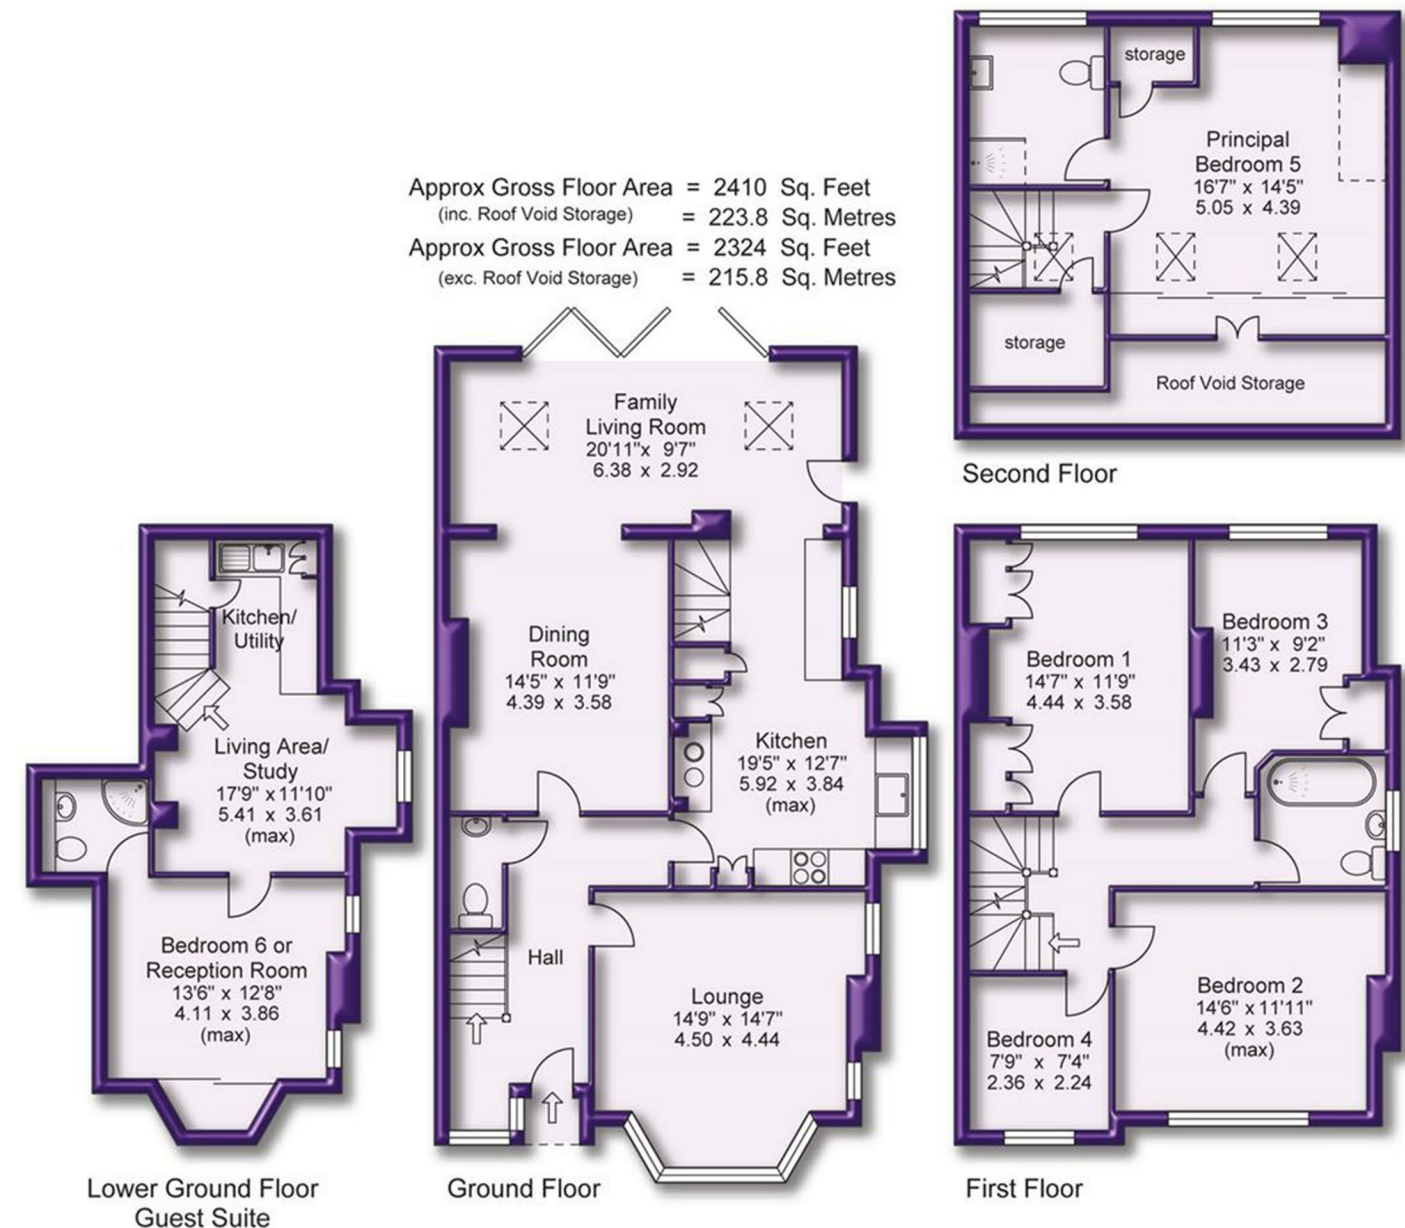 Approx Gross Floor Area = 2410 Sq. Feet
(inc. Roof Void Storage) = 223.8 Sq. Metres
Approx Gross Floor Area = 2324 Sq. Feet
(exc. Roof Void Storage) = 215.8 Sq. Metres
storage
Principal
Bedroom 5
16'7" x 14'5"
5.05 x 4.39
storage
Roof Void Storage
Second Floor
Kitchen/
Utility
Living Area/
Study
17'9" x 11'10"
5.41 x 3.61
(max)
Bedroom 6 or
Reception Room
13'6" x 12'8"
4.11 x 3.86
(max)
Lower Ground Floor
Guest Suite
Family
Living Room
20'11"x 9'7"
6.38 x 2.92
Dining
Room
14'5" x 11'9"
4.39 x 3.58
Kitchen
19'5" x 12'7"
5.92 x 3.84
(max)
Hall
Lounge
14'9" x 14'7"
4.50 x 4.44
Ground Floor
Bedroom 3
11'3" x 9'2"
3.43 x 2.79
Bedroom 1
14'7" x 11'9"
4.44 x 3.58
Bedroom 2
14'6" x 11'11"
4.42 x 3.63
(max)
Bedroom 4
7'9" x 7'4"
2.36 x 2.24
First Floor